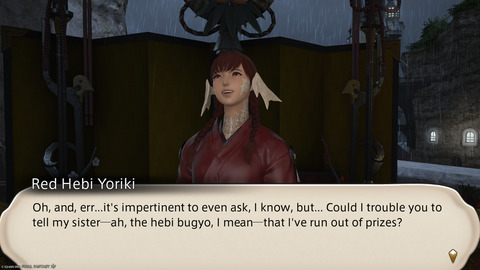 Red Hebi Yoriki
Oh, and, err...it's impertinent to even ask, I know, but... Could I trouble you to
tell my sister─ah, the hebi bugyo, I mean─that I've run out of prizes?